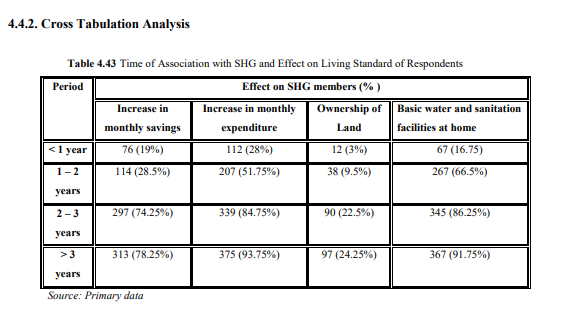 4.4.2. Cross Tabulation Analysis
Table 4.43 Time of Association with SHG and Effect on Living Standard of Respondents
Period Effect on SHG members (% )
Increase in monthly savings Increase in monthly expenditure Ownership of Land Basic water and sanitation facilities at home
< 1 year 76 (19%) 112 (28%) 12 (3%) 67 (16.75)
1 – 2 years 114 (28.5%) 207 (51.75%) 38 (9.5%) 267 (66.5%)
2 – 3 years 297 (74.25%) 339 (84.75%) 90 (22.5%) 345 (86.25%)
> 3 years 313 (78.25%) 375 (93.75%) 97 (24.25%) 367 (91.75%)
Source: Primary data